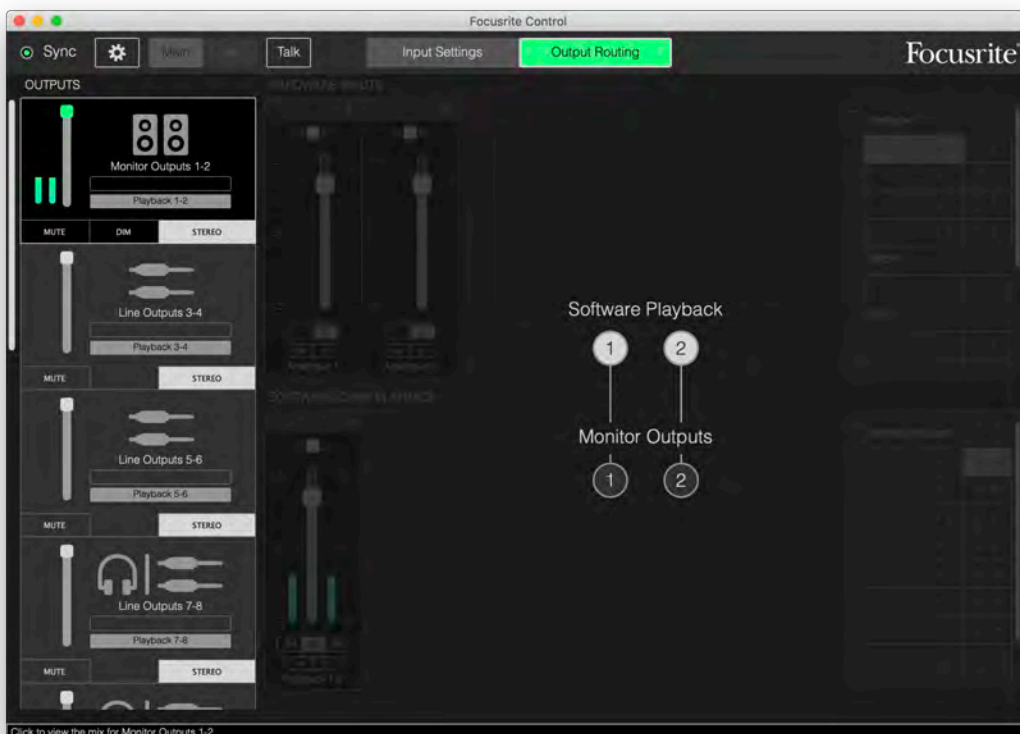 Focusrite Control
Sync
Main
Talk
Input Settings
Output Routing
Focusrite
OUTPUTS
HARDWARE INPUTS
Monitor Outputs 1-2
Playback 1-2
MUTE
DIM
STEREO
Line Outputs 3-4
Playback 3-4
MUTE
STEREO
Line Outputs 5-6
Playback 5-6
MUTE
STEREO
Line Outputs 7-8
Playback 7-8
MUTE
STEREO
Software Playback
1
2
Monitor Outputs
1
2
Click to view the mix for Monitor Outputs 1-2